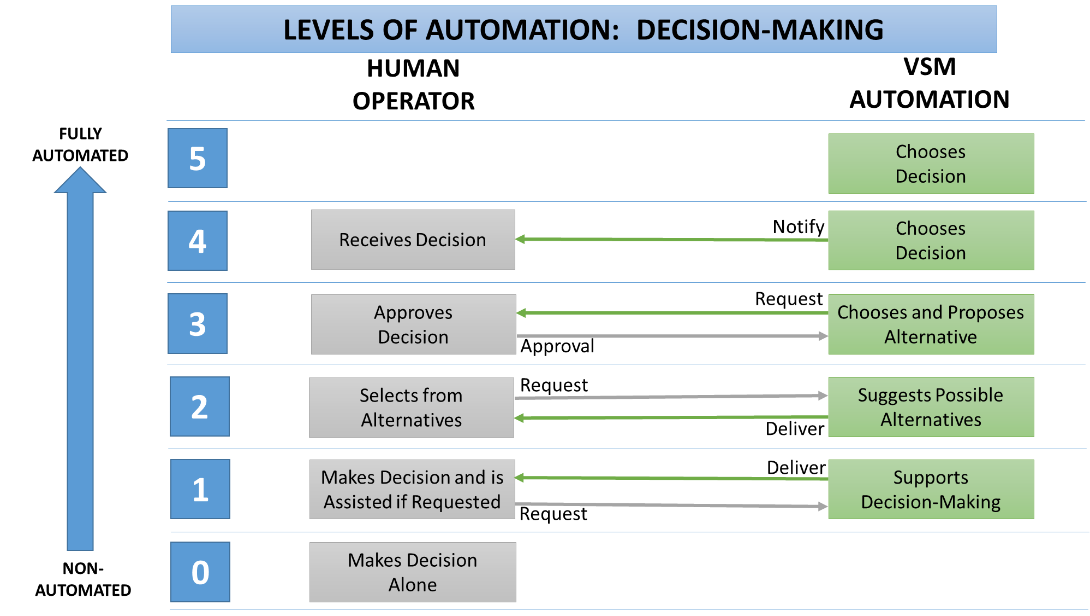 LEVELS OF AUTOMATION: DECISION-MAKING
HUMAN
OPERATOR
VSM
AUTOMATION
FULLY
AUTOMATED
5
Chooses
Decision
4
Receives Decision
Notify
Chooses
Decision
3
Approves
Decision
Request
Approval
Chooses and Proposes
Alternative
2
Selects from
Alternatives
Request
Deliver
Suggests Possible
Alternatives
1
Makes Decision and is
Assisted if Requested
Deliver
Request
Supports
Decision-Making
NON-
AUTOMATED
0
Makes Decision
Alone